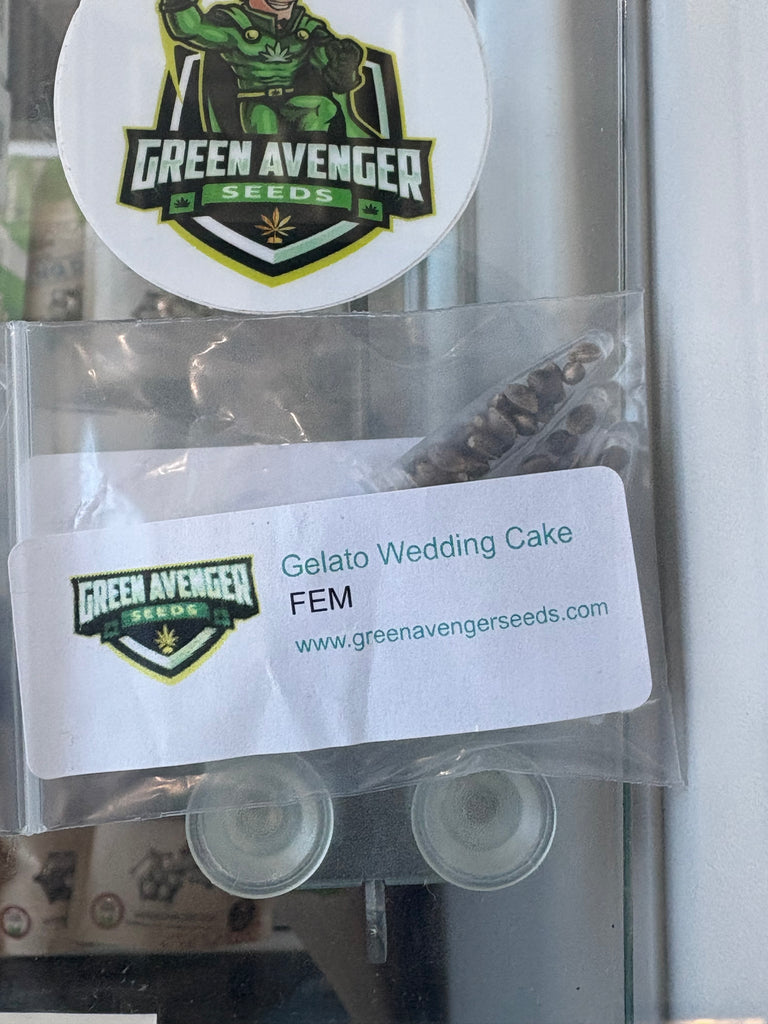 GREEN AVENGER
SEEDS
GREEN AVENGER
SEEDS
Gelato Wedding Cake
FEM
www.greenavengerseeds.com